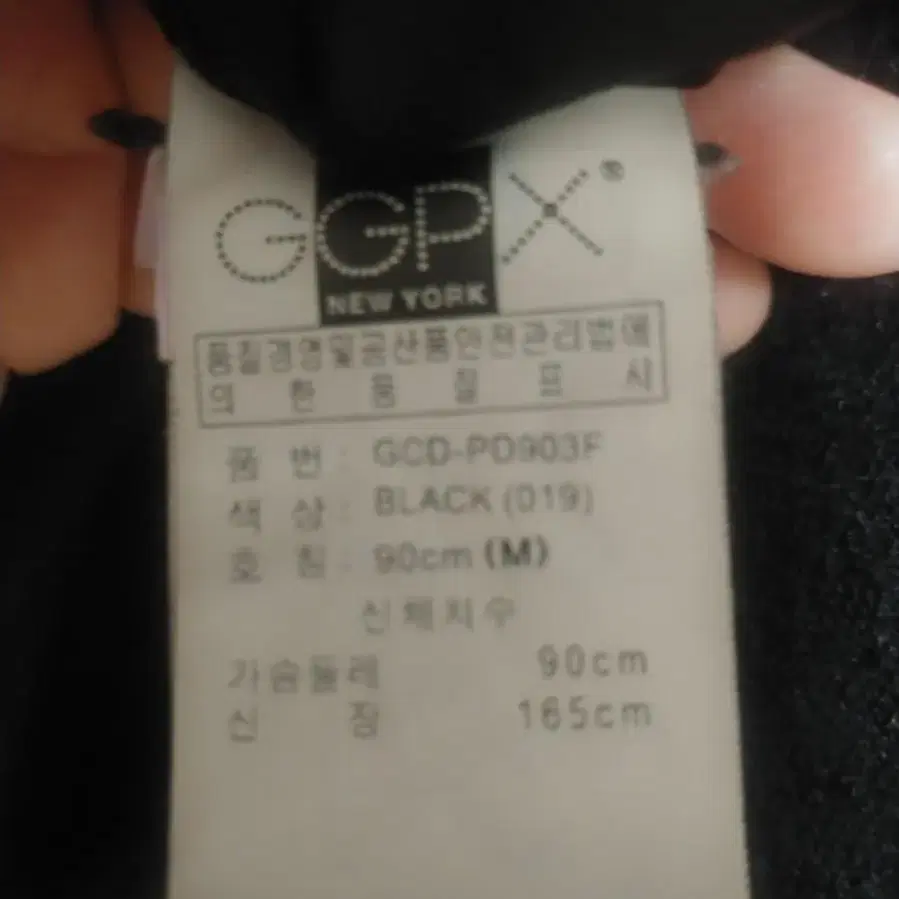 GGPX®
NEW YORK
품질경영및공산품안전관리법에
의 한 품 질 표 시
품 번 : GCD-PD903F
색 상 : BLACK (019)
호 칭 : 90cm (M)
신체치수
가슴둘레 90cm
신 장 165cm